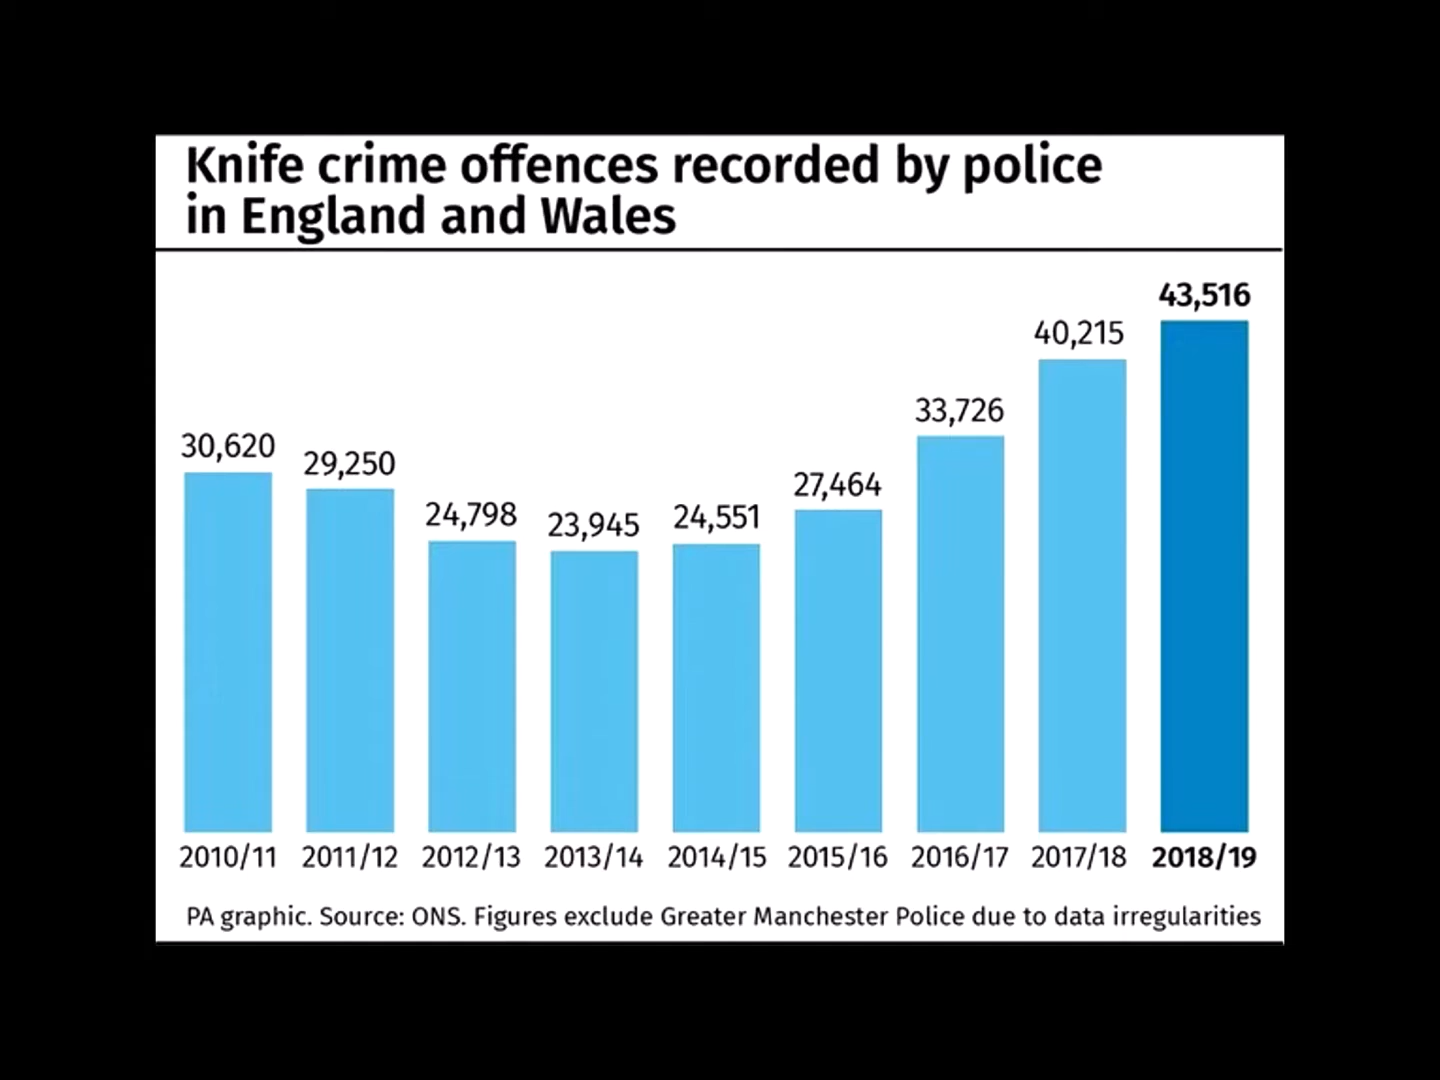 Knife crime offences recorded by police
in England and Wales
43,516
40,215
33,726
30,620
29,250
27,464
24,798
23,945
24,551
2010/11 2011/12 2012/13 2013/14 2014/15 2015/16 2016/17 2017/18 2018/19
PA graphic. Source: ONS. Figures exclude Greater Manchester Police due to data irregularities